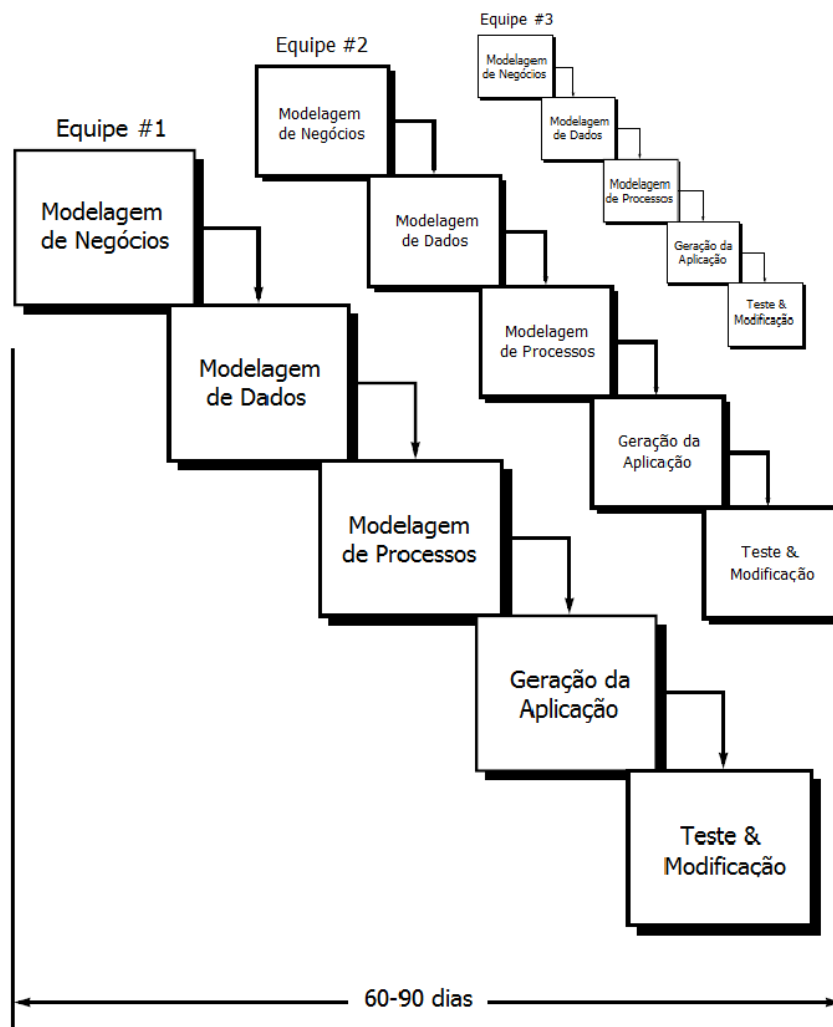 Equipe #1
Modelagem
de Negócios
Modelagem
de Dados
Modelagem
de Processos
Geração da
Aplicação
Teste &
Modificação
Equipe #2
Modelagem
de Negócios
Modelagem
de Dados
Modelagem
de Processos
Geração da
Aplicação
Teste &
Modificação
Equipe #3
Modelagem
de Negócios
Modelagem
de Dados
Modelagem
de Processos
Geração da
Aplicação
Teste &
Modificação
60-90 dias